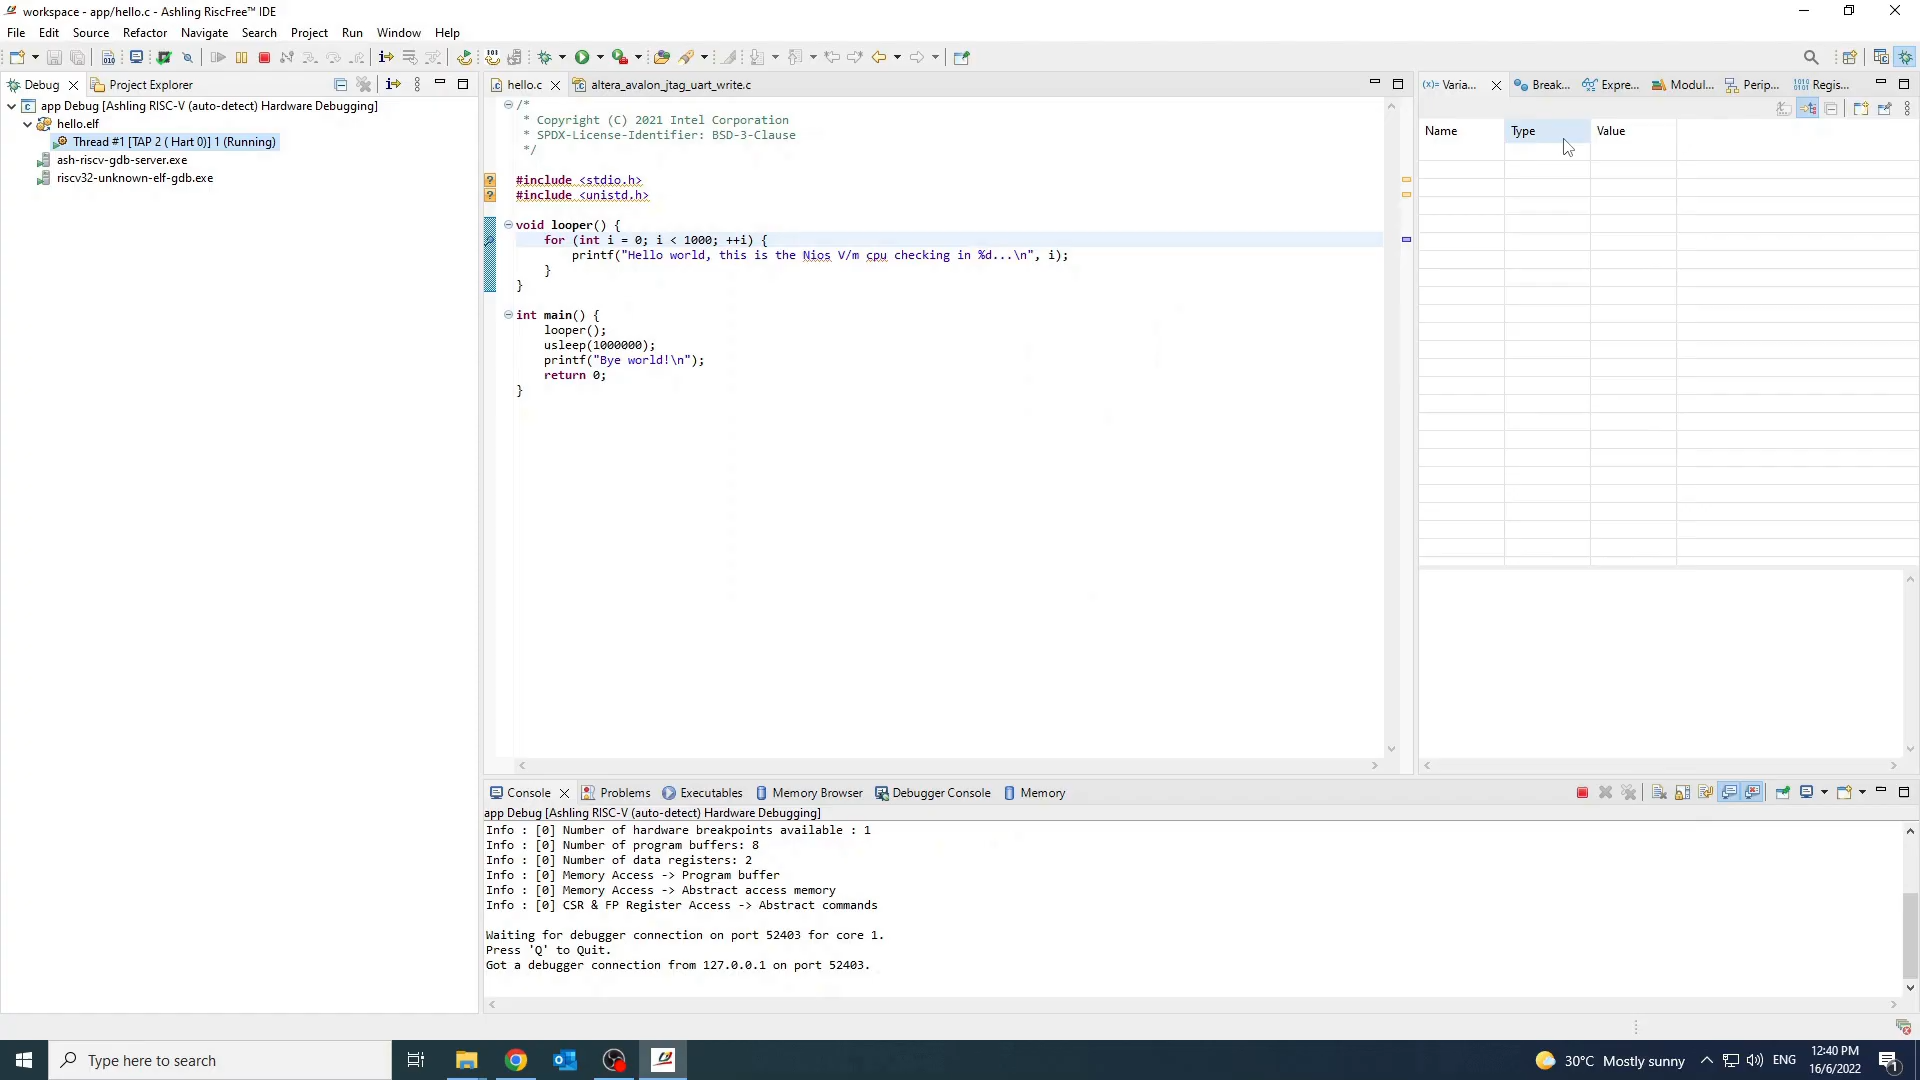 workspace - app/hello.c - Ashling RiscFree™ IDE
File Edit Source Refactor Navigate Search Project Run Window Help
Debug Project Explorer
app Debug [Ashling RISC-V (auto-detect) Hardware Debugging]
hello.elf
Thread #1 [TAP 2 ( Hart 0)] 1 (Running)
ash-riscv-gdb-server.exe
riscv32-unknown-elf-gdb.exe
hello.c altera_avalon_jtag_uart_write.c
/*
* Copyright (C) 2021 Intel Corporation
* SPDX-License-Identifier: BSD-3-Clause
*/
#include <stdio.h>
#include <unistd.h>
void looper() {
for (int i = 0; i < 1000; ++i) {
printf("Hello world, this is the Nios V/m cpu checking in %d...\n", i);
}
}
int main() {
looper();
usleep(1000000);
printf("Bye world!\n");
return 0;
}
(x)= Varia... Break... Expre... Modul... Perip... Regis...
Name Type Value
Console Problems Executables Memory Browser Debugger Console Memory
app Debug [Ashling RISC-V (auto-detect) Hardware Debugging]
Info : [0] Number of hardware breakpoints available : 1
Info : [0] Number of program buffers: 8
Info : [0] Number of data registers: 2
Info : [0] Memory Access -> Program buffer
Info : [0] Memory Access -> Abstract access memory
Info : [0] CSR & FP Register Access -> Abstract commands
Waiting for debugger connection on port 52403 for core 1.
Press 'Q' to Quit.
Got a debugger connection from 127.0.0.1 on port 52403.
Type here to search
30°C Mostly sunny
ENG
12:40 PM
16/6/2022
1